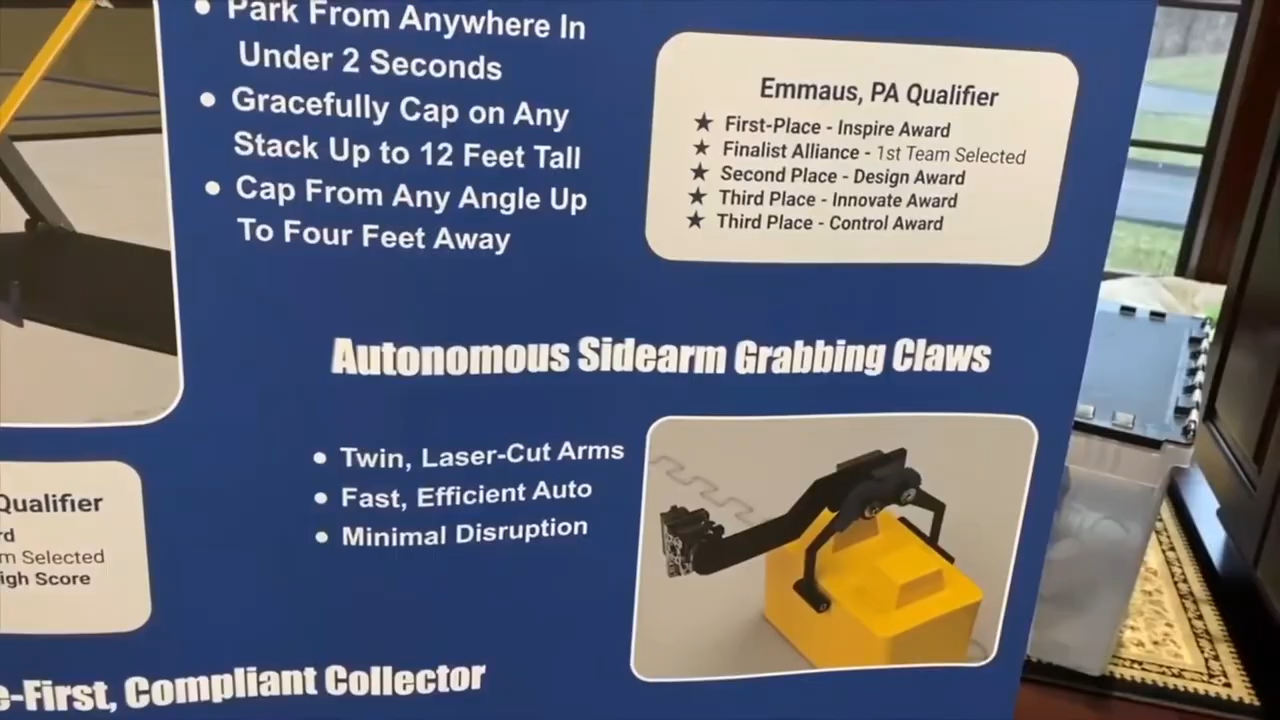 Park From Anywhere In
Under 2 Seconds
Gracefully Cap on Any
Stack Up to 12 Feet Tall
Cap From Any Angle Up
To Four Feet Away
Emmaus, PA Qualifier
★ First-Place - Inspire Award
★ Finalist Alliance - 1st Team Selected
★ Second Place - Design Award
★ Third Place - Innovate Award
★ Third Place - Control Award
Autonomous Sidearm Grabbing Claws
Twin, Laser-Cut Arms
Fast, Efficient Auto
Minimal Disruption
Qualifier
Selected
Score
-First, Compliant Collector